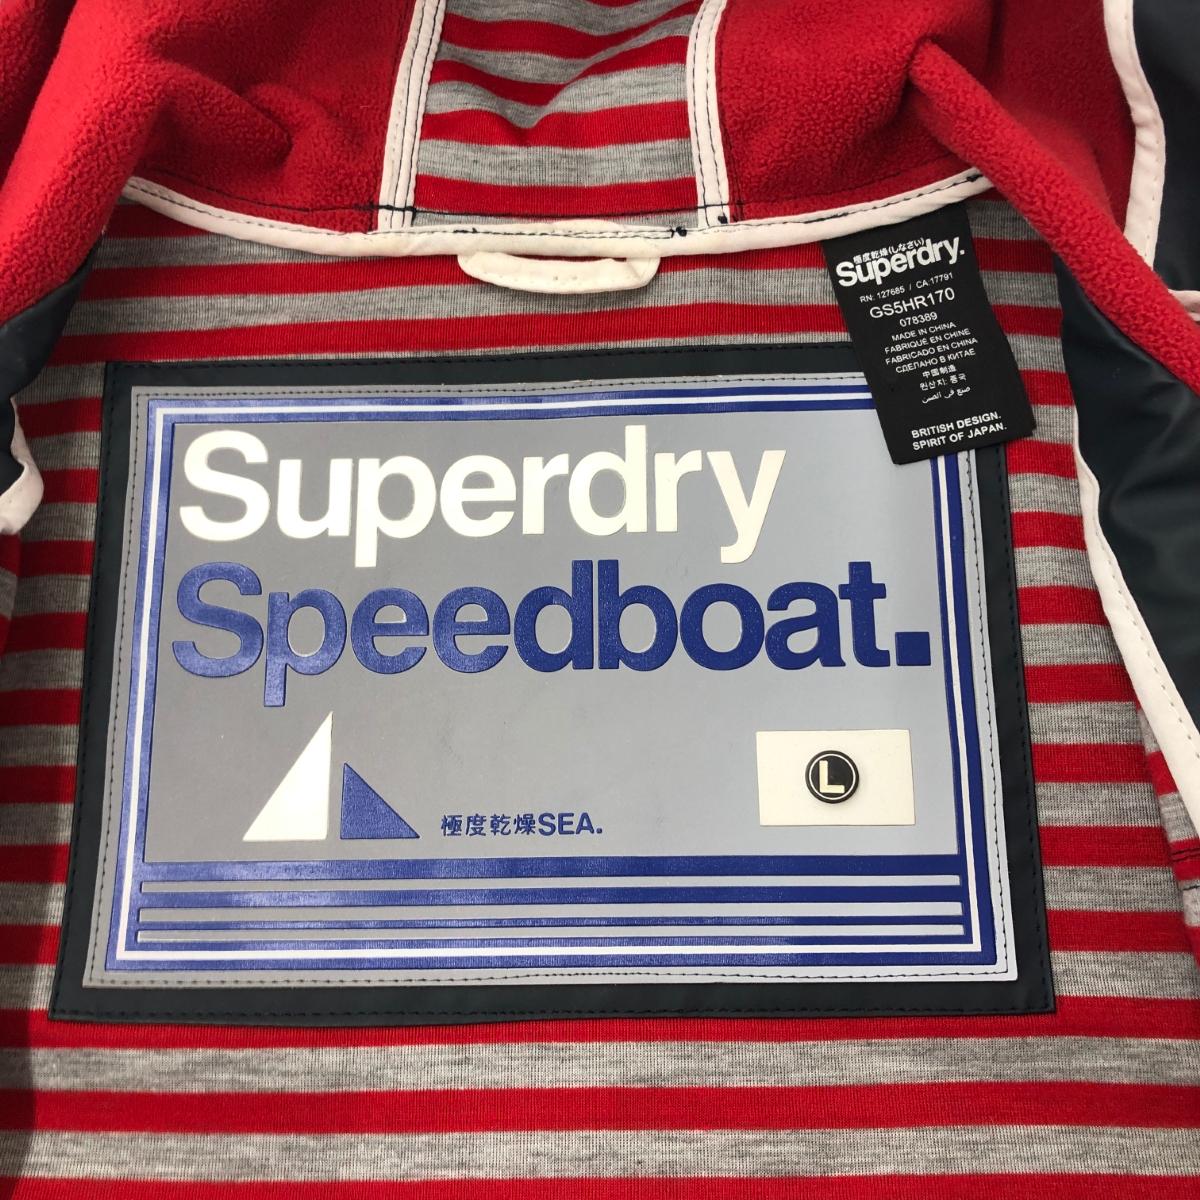 極度乾燥(しなさい)
Superdry.
RN: 127685 / CA 17791
GS5HR170
078389
MADE IN CHINA
FABRIQUÉ EN CHINE
FABRICADO EN CHINA
СДЕЛАНО В КИТАЕ
中国制造
원산지: 중국
صنع في الصين
BRITISH DESIGN.
SPIRIT OF JAPAN.
Superdry
Speedboat.
極度乾燥SEA.
L